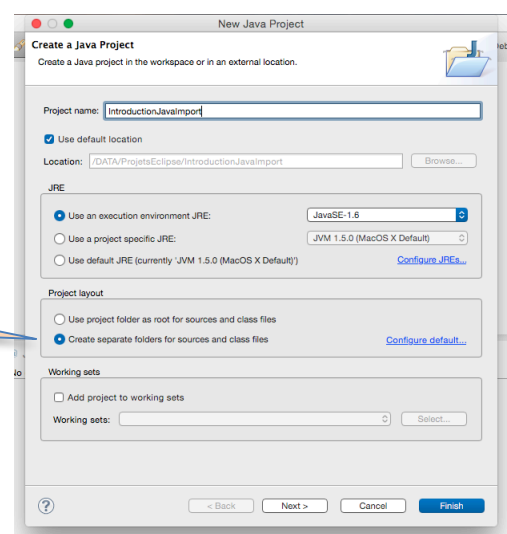 New Java Project
Create a Java Project
Create a Java project in the workspace or in an external location.
Project name: IntroductionJavaImport
Use default location
Location: /DATA/ProjetsEclipse/IntroductionJavaImport Browse...
JRE
Use an execution environment JRE: JavaSE-1.6
Use a project specific JRE: JVM 1.5.0 (MacOS X Default)
Use default JRE (currently 'JVM 1.5.0 (MacOS X Default)') Configure JREs...
Project layout
Use project folder as root for sources and class files
Create separate folders for sources and class files Configure default...
Working sets
Add project to working sets
Working sets: Select...
? < Back Next > Cancel Finish